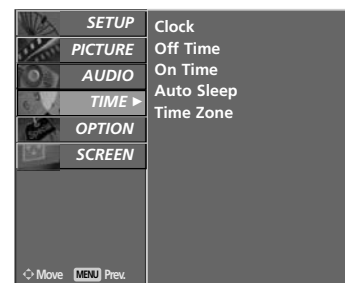 SETUP
PICTURE
AUDIO
TIME ►
OPTION
SCREEN
Clock
Off Time
On Time
Auto Sleep
Time Zone
Move MENU Prev.